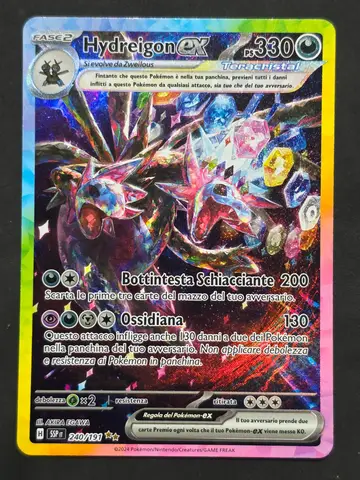 FASE 2 Hydreigon ex PS 330
Si evolve da Zweilous
Teracristal
Fintanto che questo Pokémon è nella tua panchina, previeni tutti i danni
inflitti a questo Pokémon da qualsiasi attacco, sia tuo che del tuo avversario.
Bottintesta Schiacciante 200
Scarta le prime tre carte del mazzo del tuo avversario.
Ossidiana 130
Questo attacco infligge anche 130 danni a due dei Pokémon
nella panchina del tuo avversario. Non applicare debolezza
e resistenza ai Pokémon in panchina.
debolezza ×2 resistenza ritirata
Ill. AKIRA EGAWA
H SSP IT 240/191
Regola dei Pokémon-ex
Il tuo avversario prende due
carte Premio ogni volta che il tuo Pokémon-ex viene messo KO.
©2024 Pokémon/Nintendo/Creatures/GAME FREAK